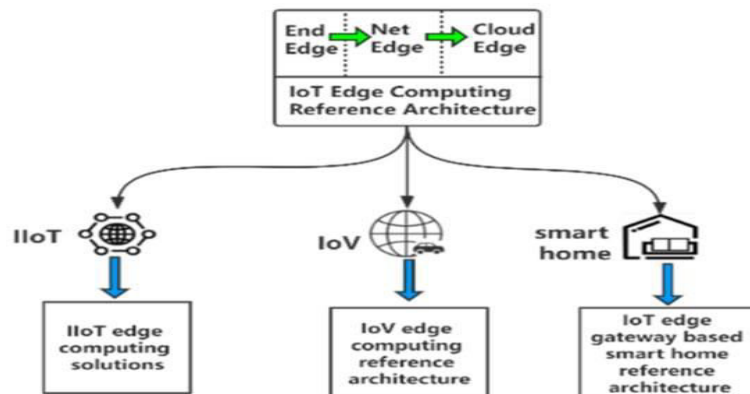 End Edge
Net Edge
Cloud Edge
IoT Edge Computing
Reference Architecture
IIoT
IoV
smart
home
IIoT edge
computing
solutions
IoV edge
computing
reference
architecture
IoT edge
gateway based
smart home
reference
architecture